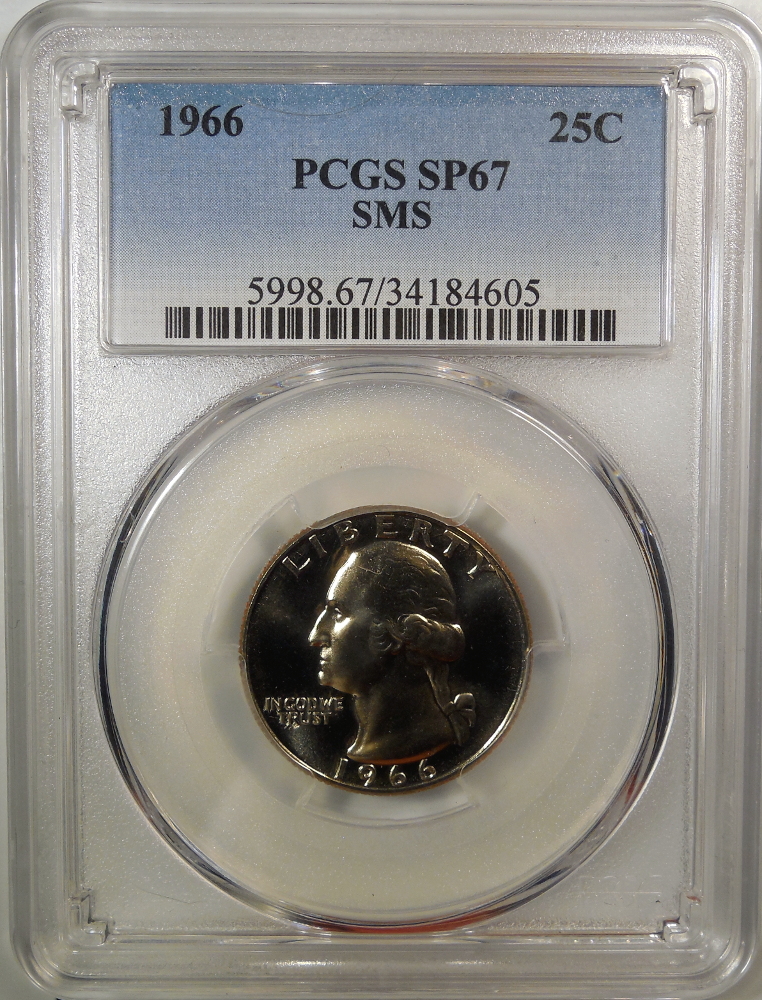 1966 25C
PCGS SP67
SMS
5998.67/34184605
LIBERTY
IN GOD WE
TRUST
1966